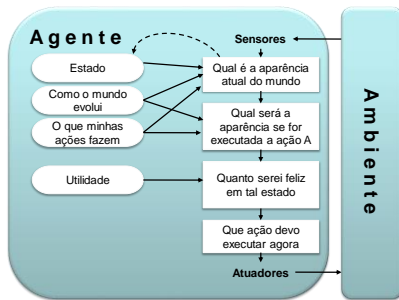 Agente
Sensores
Estado
Qual é a aparência
atual do mundo
Como o mundo
evolui
Qual será a
aparência se for
executada a ação A
O que minhas
ações fazem
Utilidade
Quanto serei feliz
em tal estado
Que ação devo
executar agora
Atuadores
Ambiente